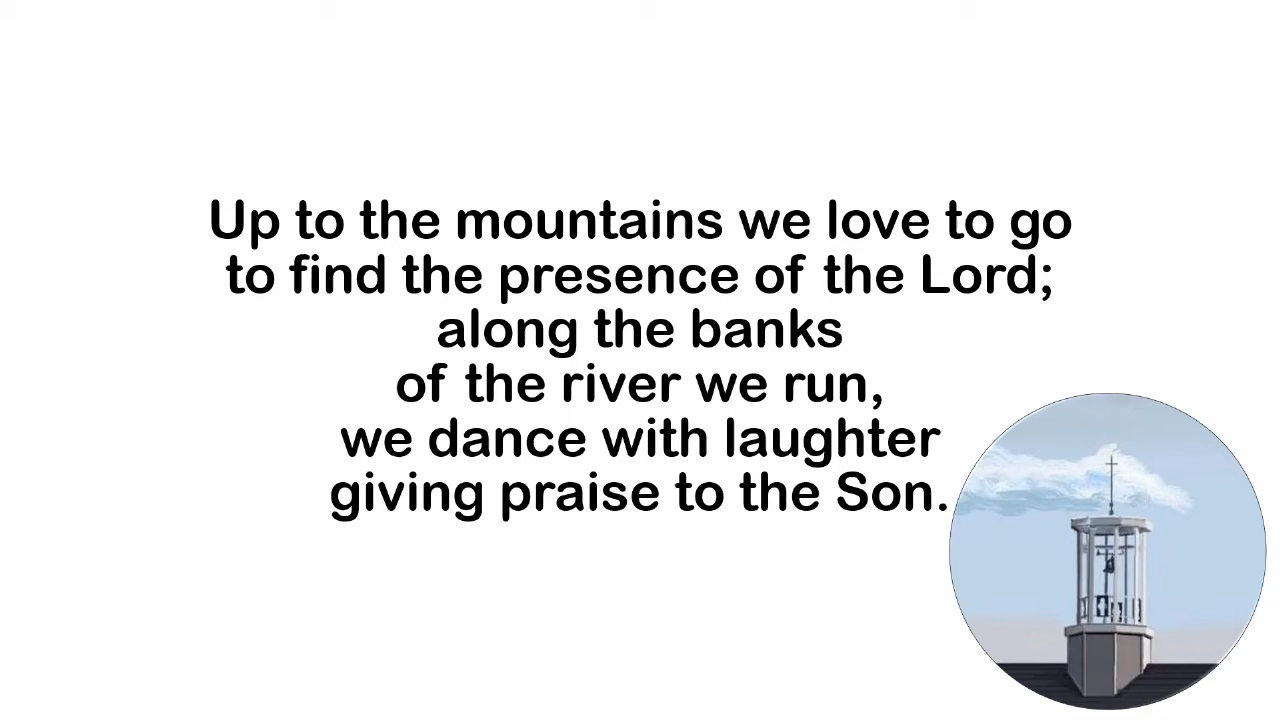 Up to the mountains we love to go
to find the presence of the Lord;
along the banks
of the river we run,
we dance with laughter
giving praise to the Son.